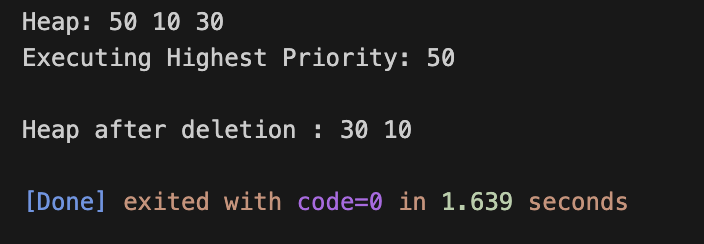 Heap: 50 10 30
Executing Highest Priority: 50
Heap after deletion : 30 10
[Done] exited with code=0 in 1.639 seconds